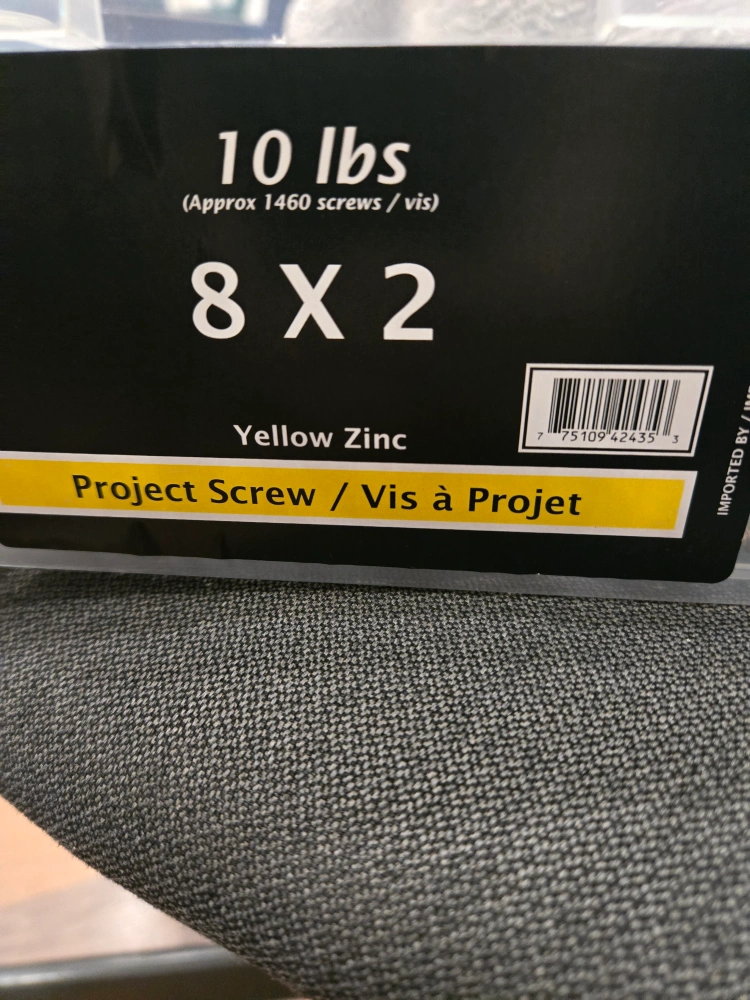 10 lbs
(Approx 1460 screws / vis)
8 X 2
Yellow Zinc
7 75109 42435 3
Project Screw / Vis à Projet
IMPORTED BY /